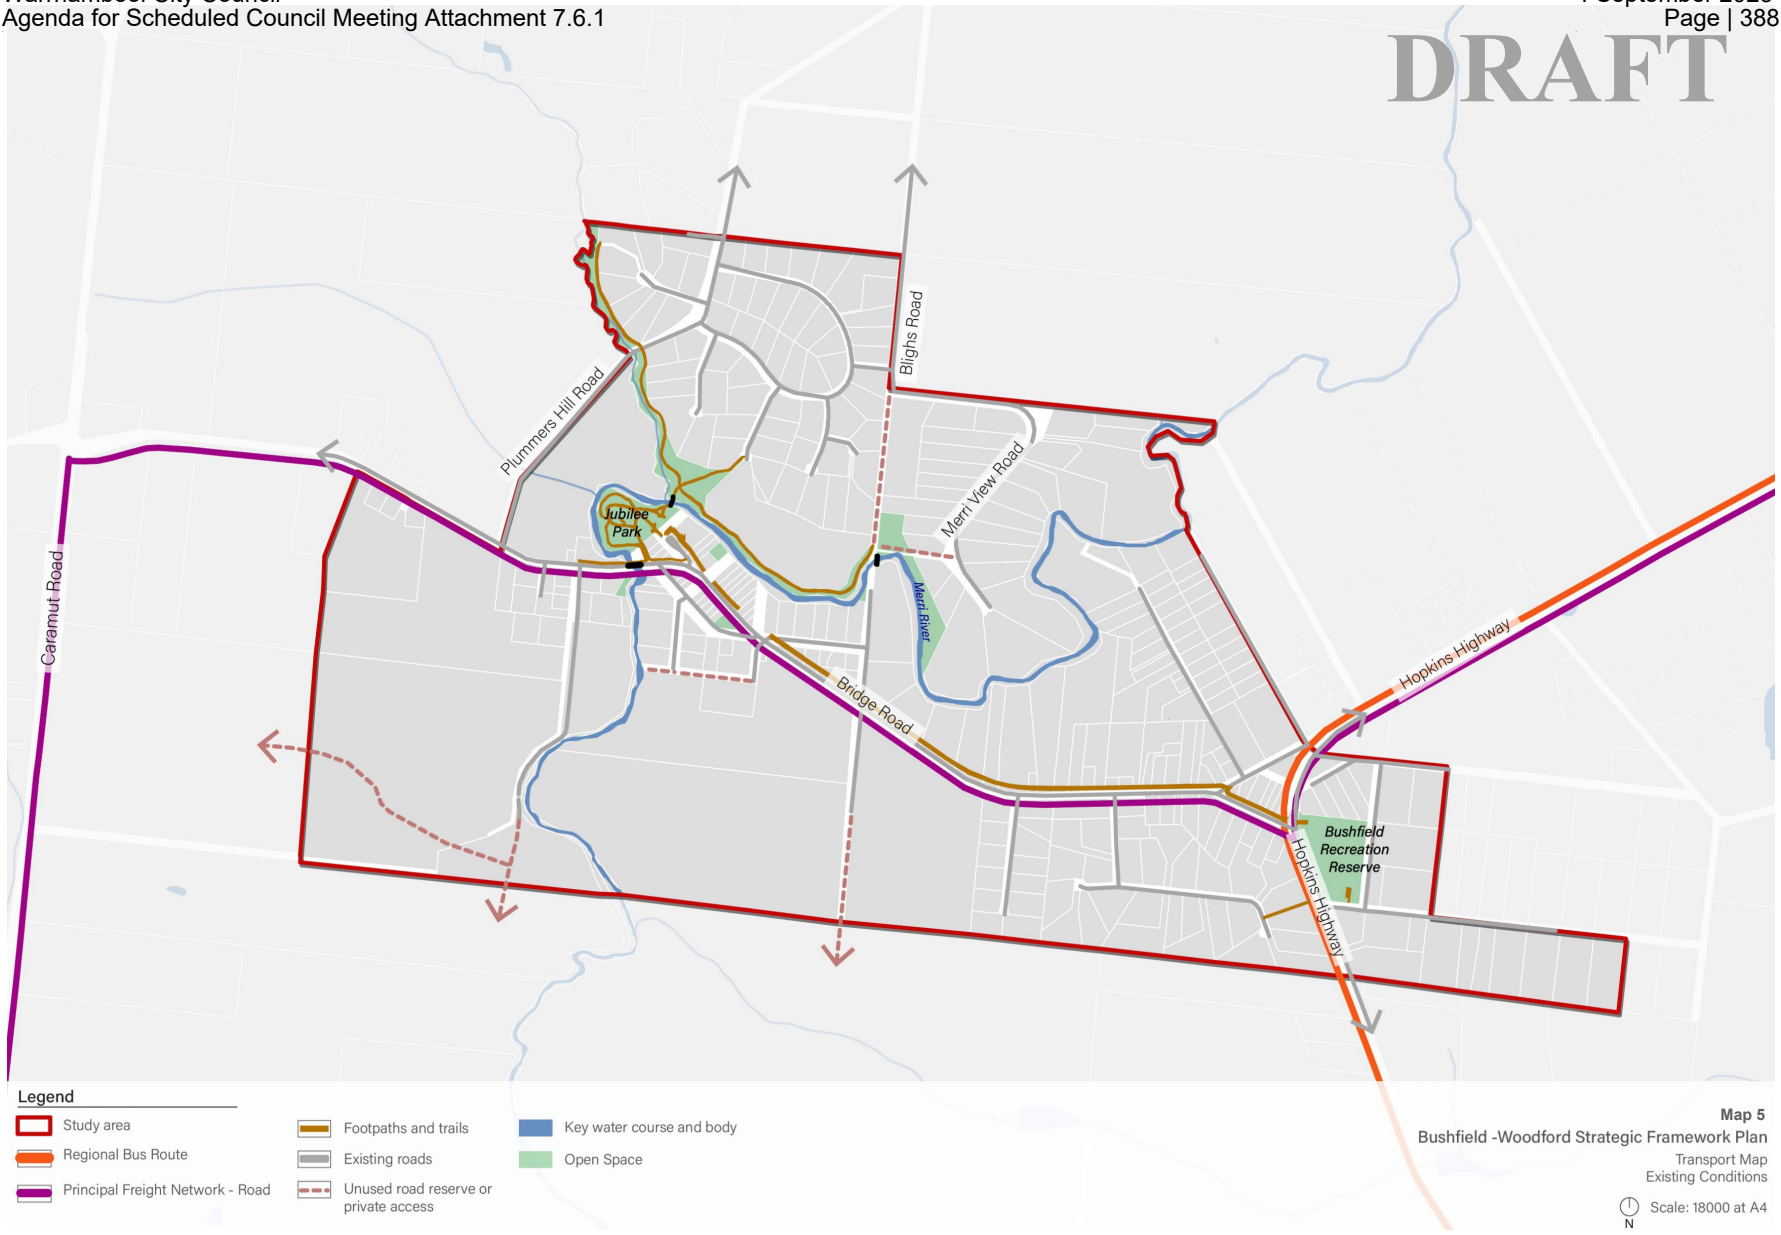 Agenda for Scheduled Council Meeting Attachment 7.6.1
Page | 388
DRAFT
Blighs Road
Plummers Hill Road
Merri View Road
Jubilee
Park
Caramut Road
Merri River
Hopkins Highway
Bridge Road
Bushfield
Recreation
Reserve
Hopkins Highway
Legend
Study area
Regional Bus Route
Principal Freight Network - Road
Footpaths and trails
Existing roads
Unused road reserve or
private access
Key water course and body
Open Space
Map 5
Bushfield -Woodford Strategic Framework Plan
Transport Map
Existing Conditions
Scale: 18000 at A4
N